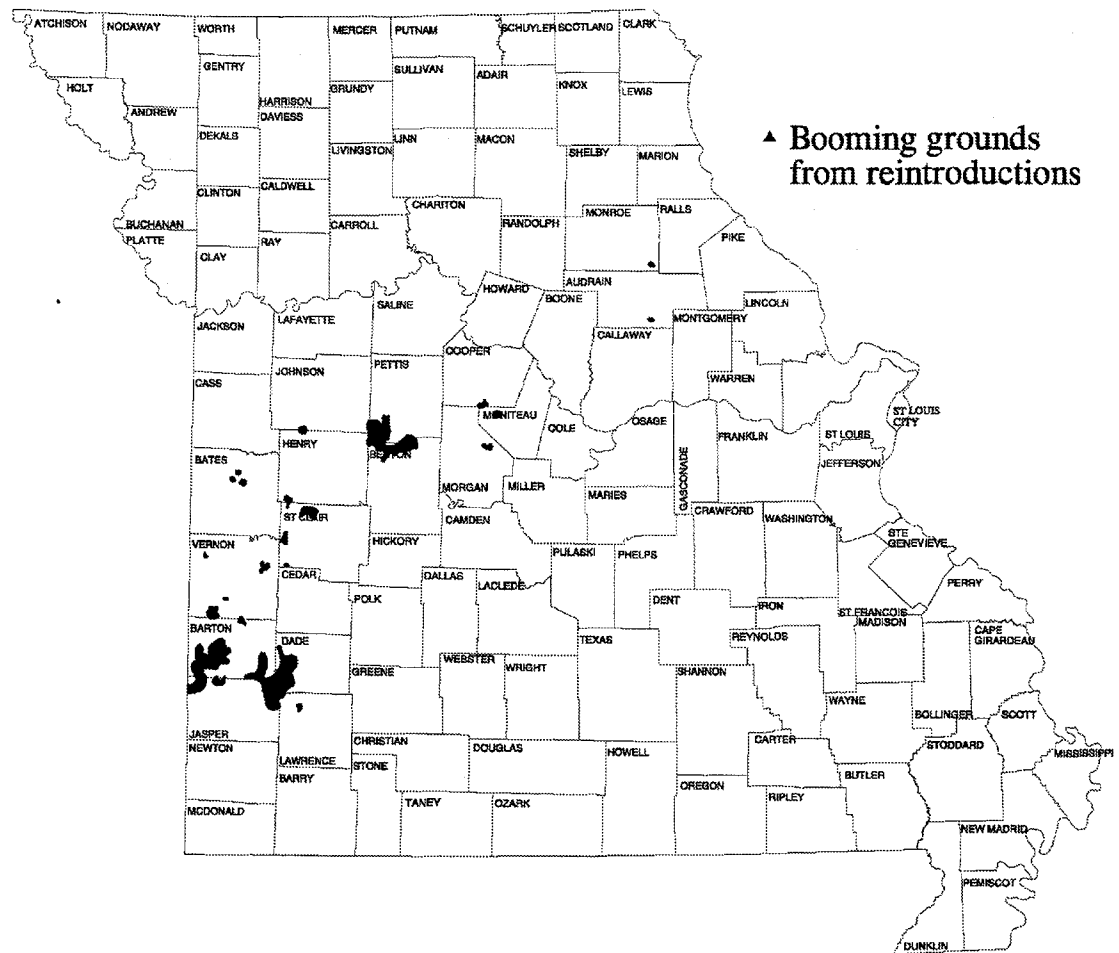 ATCHISON
NODAWAY
WORTH
MERCER
PUTNAM
SCHUYLER
SCOTLAND
CLARK
GENTRY
SULLIVAN
ADAIR
HOLT
HARRISON
GRUNDY
KNOX
LEWIS
ANDREW
DAVIESS
DEKALS
LIVINGSTON
LINN
MACON
SHELBY
MARION
▲ Booming grounds
from reintroductions
CLINTON
CALDWELL
CHARITON
BUCHANAN
CARROLL
RANDOLPH
MONROE
RALLS
PLATTE
RAY
CLAY
PIKE
AUDRAIN
HOWARD
BOONE
SALINE
LINCOLN
JACKSON
LAFAYETTE
MONTGOMERY
CALLAWAY
COOPER
JOHNSON
PETTIS
CASS
WARREN
MONITEAU
ST LOUIS
CITY
COLE
OSAGE
FRANKLIN
ST LOUIS
HENRY
BENTON
BATES
GASCONADE
JEFFERSON
MORGAN
MILLER
MARIES
CRAWFORD
WASHINGTON
ST CLAIR
CAMDEN
STE
GENEVIEVE
VERNON
HICKORY
PULASKI
PHELPS
CEDAR
DALLAS
LACLEDE
PERRY
POLK
DENT
IRON
ST FRANCOIS
MADISON
BARTON
DADE
TEXAS
REYNOLDS
CAPE
GIRARDEAU
GREENE
WEBSTER
WRIGHT
SHANNON
WAYNE
BOLLINGER
SCOTT
JASPER
NEWTON
CHRISTIAN
DOUGLAS
HOWELL
CARTER
STODDARD
MISSISSIPPI
LAWRENCE
BARRY
STONE
BUTLER
OREGON
RIPLEY
MCDONALD
TANEY
OZARK
NEW MADRID
PEMISCOT
DUNKLIN